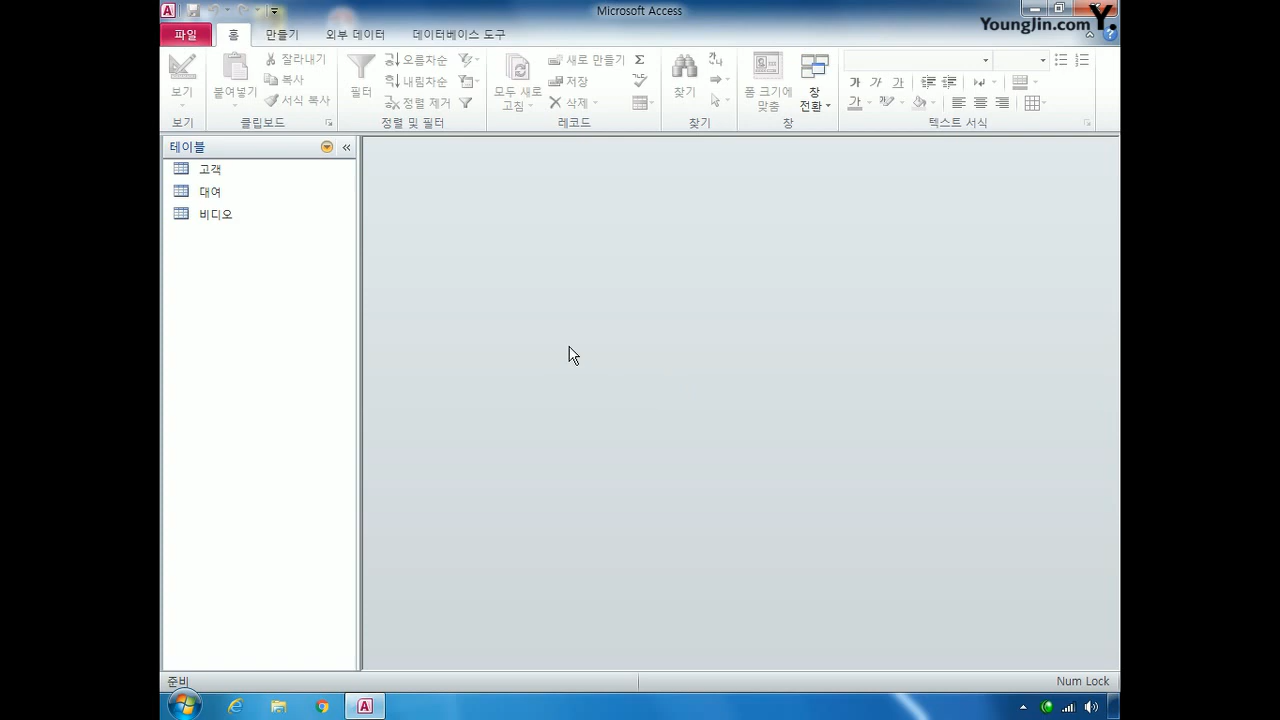 Microsoft Access
YoungJin.com Y.
파일 홈 만들기 외부 데이터 데이터베이스 도구
보기
붙여넣기
잘라내기
복사
서식 복사
필터
오름차순
내림차순
정렬 제거
모두 새로 고침
새로 만들기
저장
삭제
찾기
폼 크기에 맞춤
창 전환
가 가 가
가
보기 클립보드 정렬 및 필터 레코드 찾기 창 텍스트 서식
테이블
고객
대여
비디오
준비
Num Lock